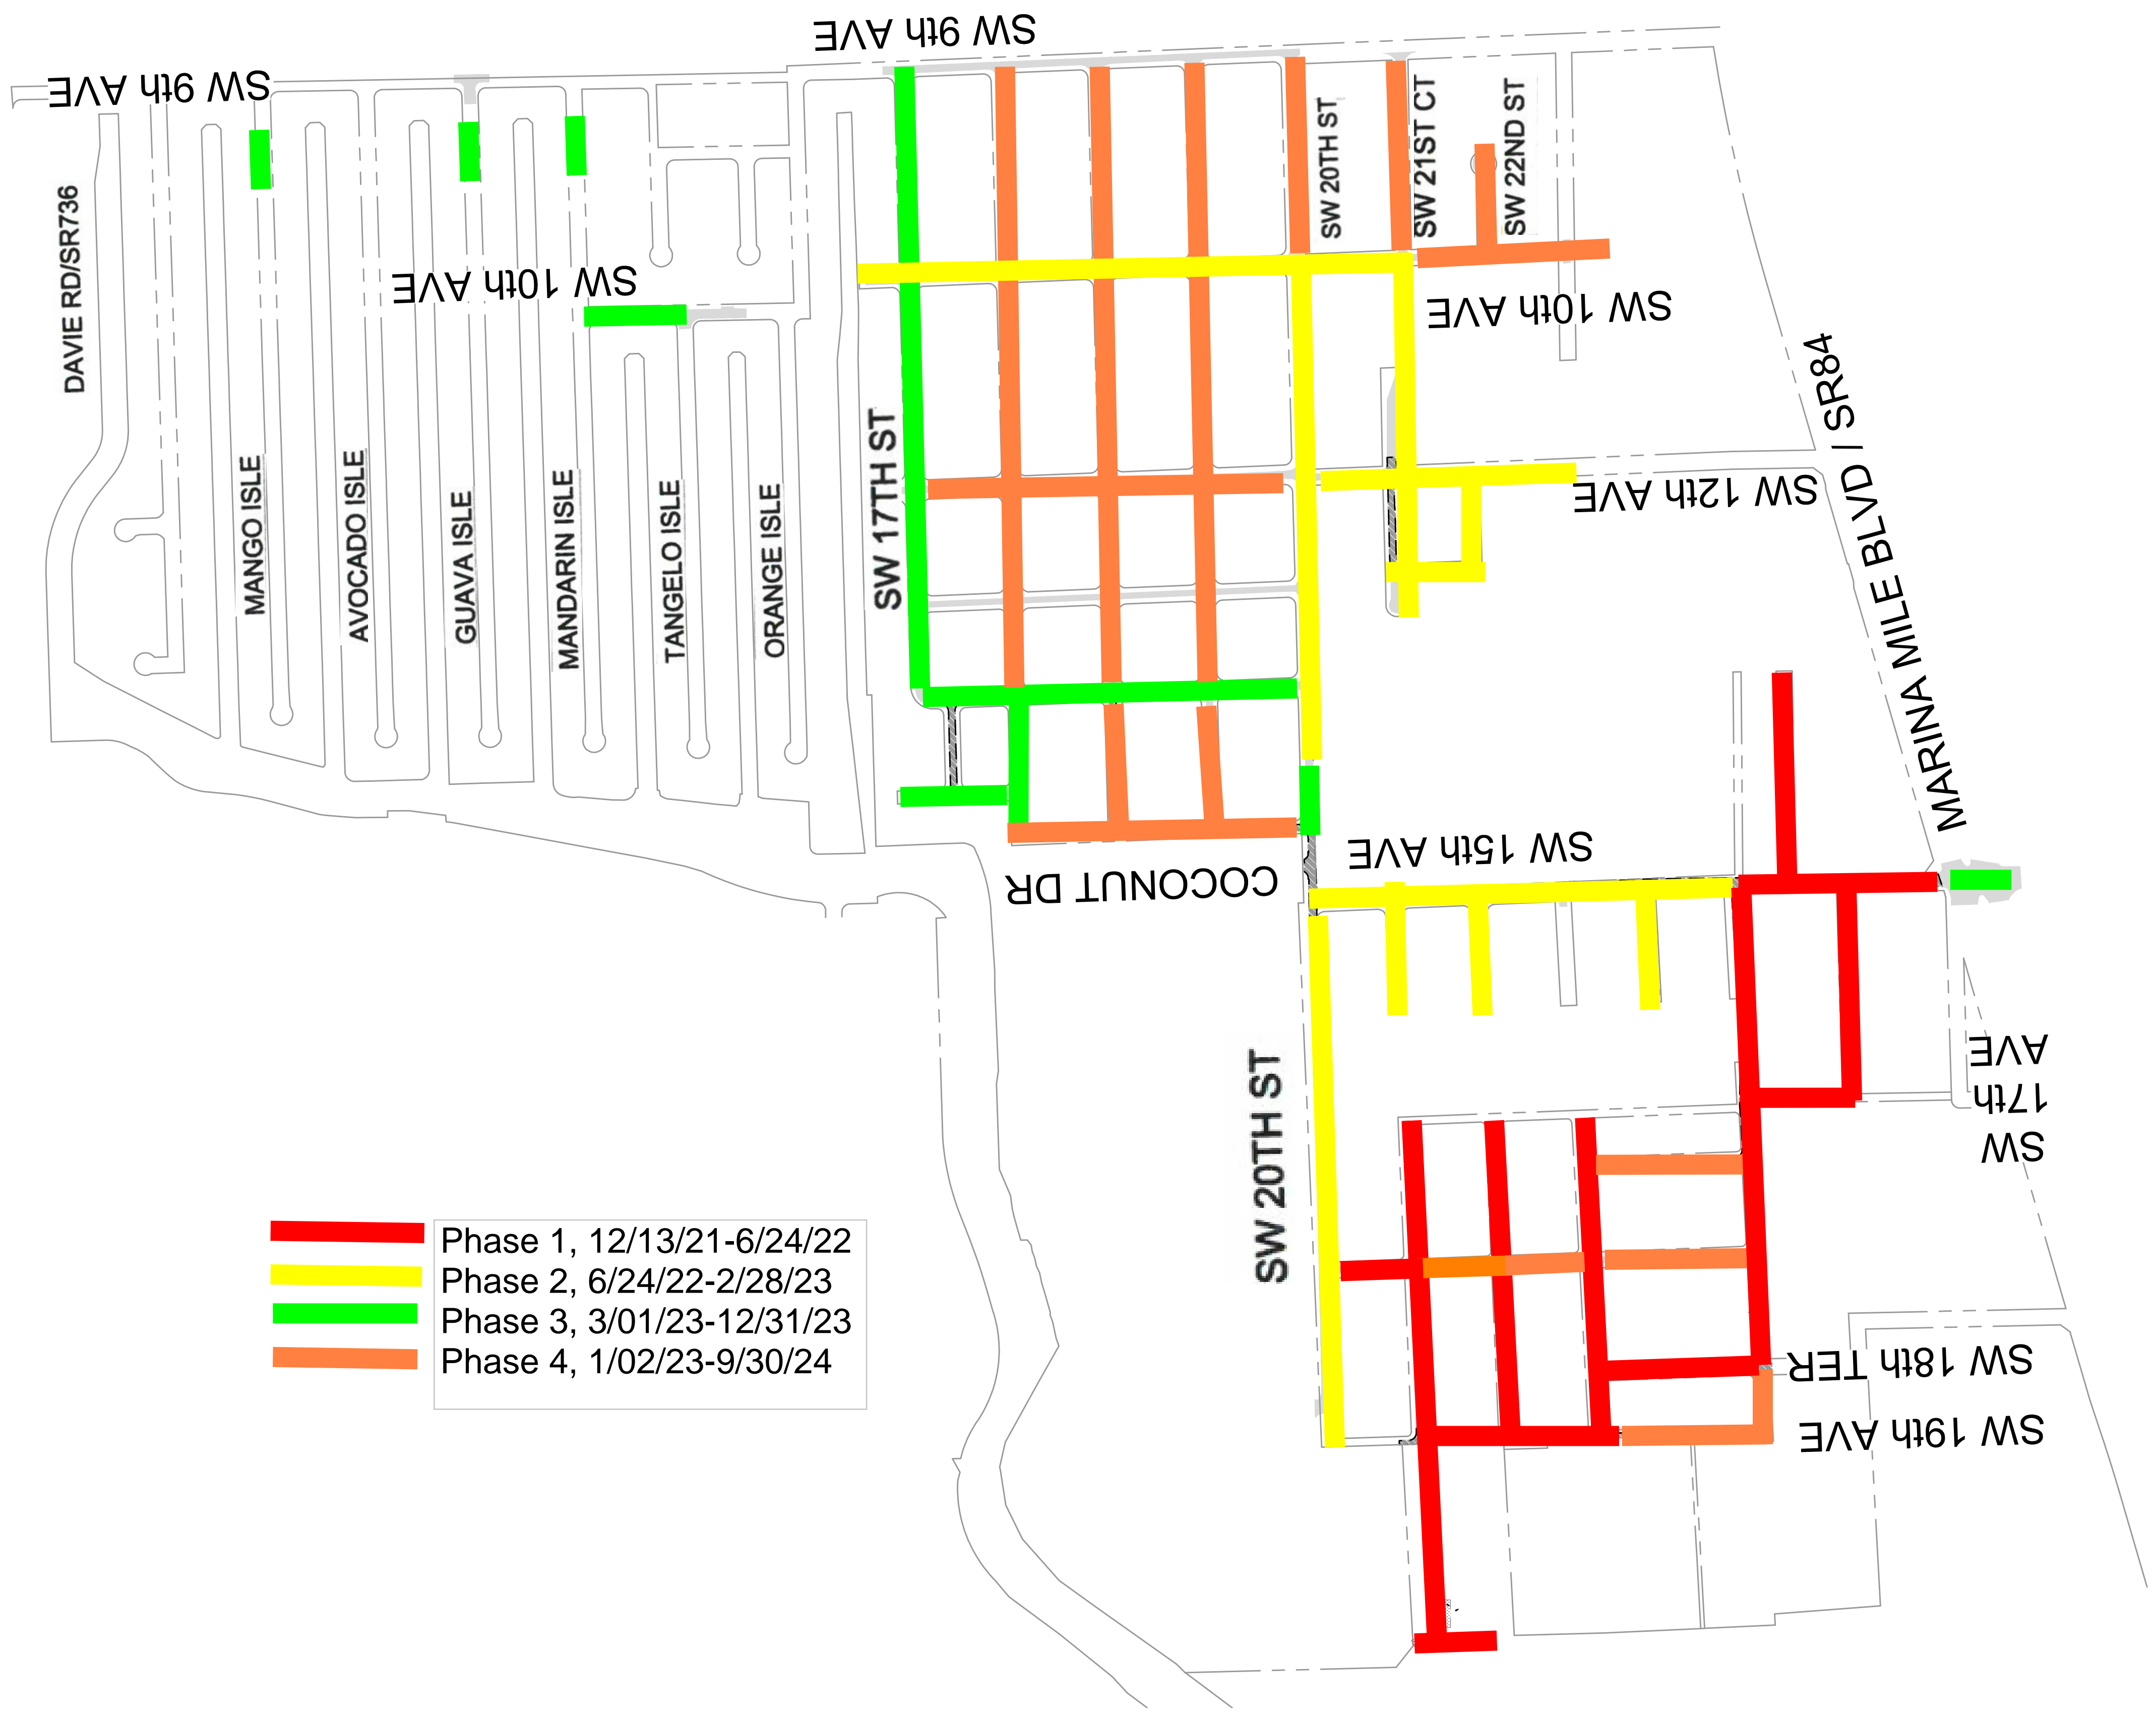 SW 9th AVE
SW 9th AVE
DAVIE RD/SR736
SW 20TH ST
SW 21ST CT
SW 22ND ST
SW 10th AVE
SW 10th AVE
MARINA MILE BLVD / SR84
MANGO ISLE
AVOCADO ISLE
GUAVA ISLE
MANDARIN ISLE
TANGELO ISLE
ORANGE ISLE
SW 17TH ST
SW 12th AVE
SW 15th AVE
COCONUT DR
SW 20TH ST
SW
17th
AVE
Phase 1, 12/13/21-6/24/22
Phase 2, 6/24/22-2/28/23
Phase 3, 3/01/23-12/31/23
Phase 4, 1/02/23-9/30/24
SW 18th TER
SW 19th AVE